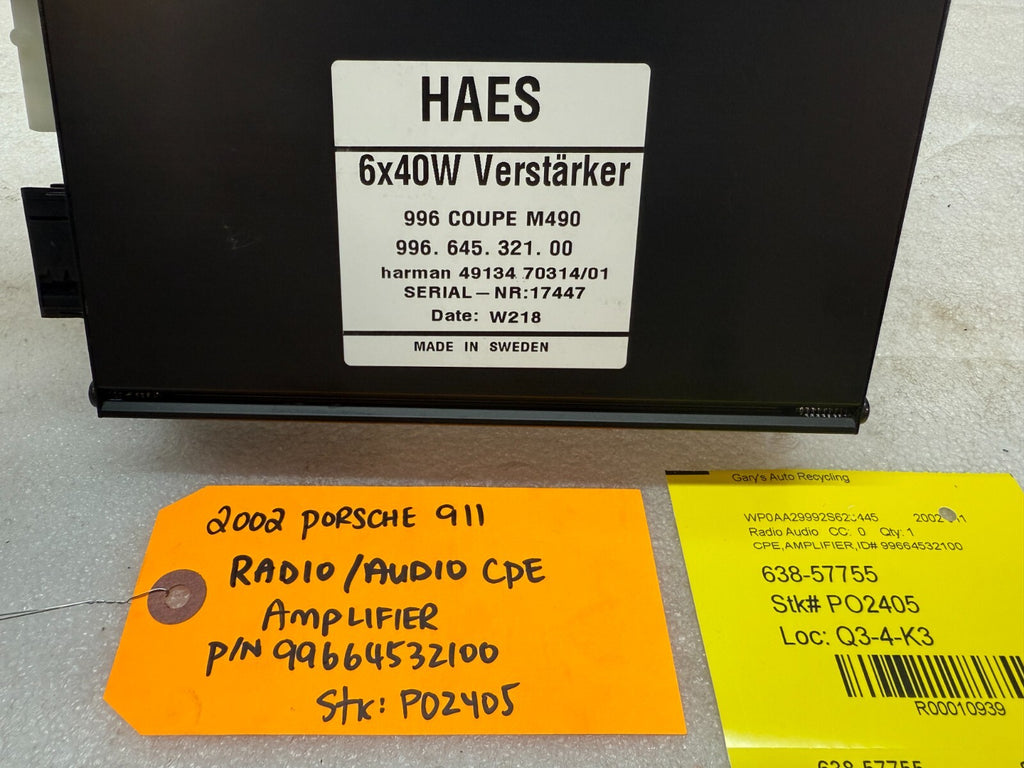 HAES
6x40W Verstärker
996 COUPE M490
996. 645. 321. 00
harman 49134 70314/01
SERIAL-NR:17447
Date: W218
MADE IN SWEDEN
2002 PORSCHE 911
RADIO/AUDIO CPE
AMPLIFIER
P/N 99664532100
Stk: PO2405
Gary's Auto Recycling
Radio Audio CC: 0 Qty: 1
CPE,AMPLIFIER,ID# 99664532100
638-57755
Stk# PO2405
Loc: Q3-4-K3
R00010939
638-57755